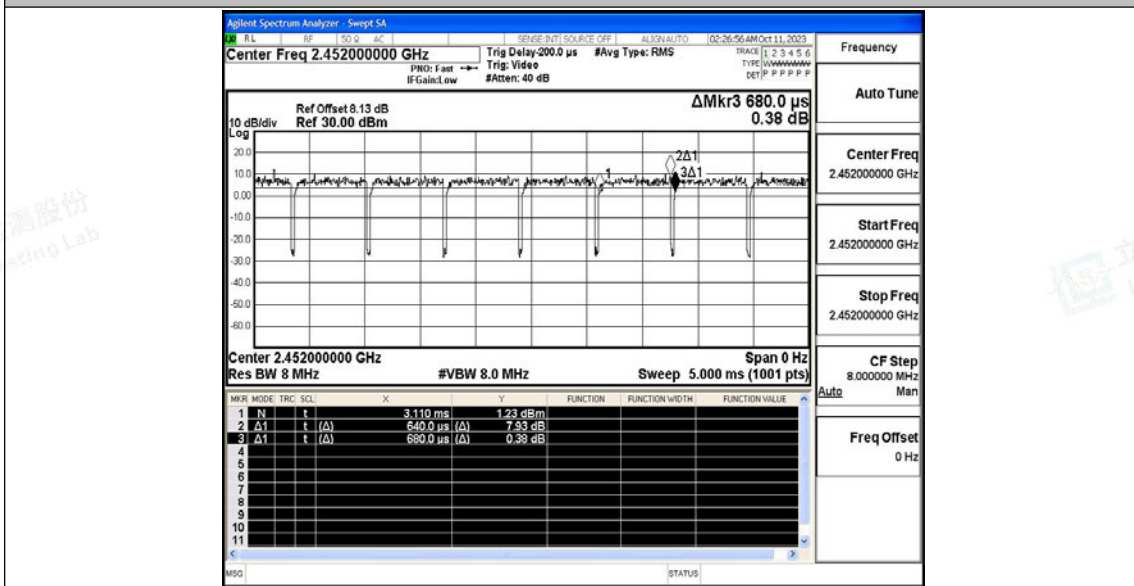 Agilent Spectrum Analyzer - Swept SA
RL RF 50 Ω AC SENSE:INT SOURCE OFF ALIGN AUTO 02:26:56 AM Oct 11, 2023
Center Freq 2.452000000 GHz
PNO: Fast
IFGain:Low
Trig Delay-200.0 µs
Trig: Video
#Atten: 40 dB
#Avg Type: RMS
TRACE 1 2 3 4 5 6
TYPE WWWWWW
DET P P P P P P
Ref Offset 8.13 dB
Ref 30.00 dBm
ΔMkr3 680.0 µs
0.38 dB
10 dB/div
Log
20.0
10.0
0.00
-10.0
-20.0
-30.0
-40.0
-50.0
-60.0
1
2Δ1
3Δ1
Center 2.452000000 GHz Span 0 Hz
Res BW 8 MHz #VBW 8.0 MHz Sweep 5.000 ms (1001 pts)
MKR MODE TRC SCL X Y FUNCTION FUNCTION WIDTH FUNCTION VALUE
1 N t 3.110 ms 1.23 dBm
2 Δ1 t (Δ) 640.0 µs (Δ) 7.93 dB
3 Δ1 t (Δ) 680.0 µs (Δ) 0.38 dB
4
5
6
7
8
9
10
11
MSG STATUS
Frequency
Auto Tune
Center Freq
2.452000000 GHz
Start Freq
2.452000000 GHz
Stop Freq
2.452000000 GHz
CF Step
8.000000 MHz
Auto Man
Freq Offset
0 Hz
股份
sting Lab
立